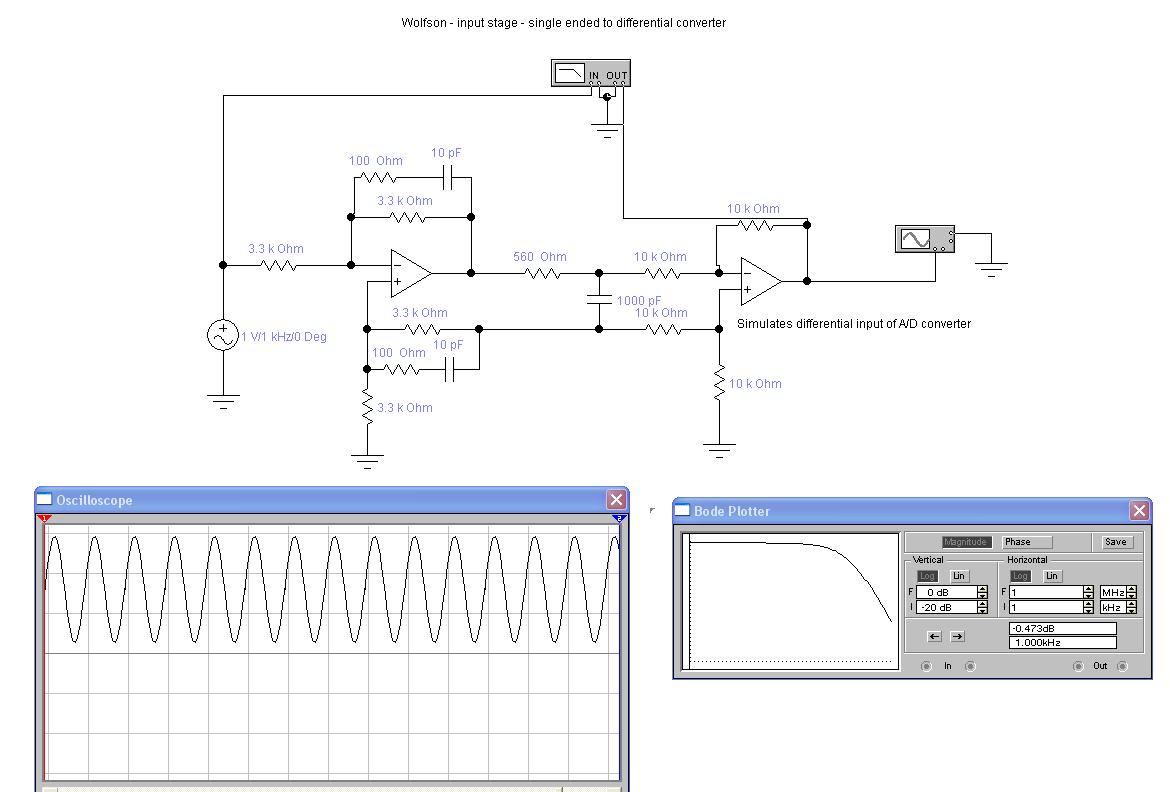 Wolfson - input stage - single ended to differential converter
IN OUT
100 Ohm
10 pF
3.3 k Ohm
3.3 k Ohm
10 k Ohm
560 Ohm
10 k Ohm
1000 pF
3.3 k Ohm
10 k Ohm
Simulates differential input of A/D converter
1 V/1 kHz/0 Deg
100 Ohm
10 pF
3.3 k Ohm
10 k Ohm
Oscilloscope
1
2
Bode Plotter
Magnitude Phase Save
Vertical Horizontal
Log Lin Log Lin
F 0 dB F 1 MHz
I -20 dB I 1 kHz
-0.473dB
1.000kHz
In Out